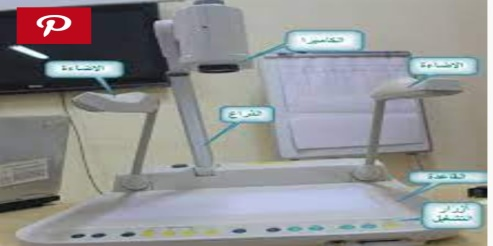 الكاميرا
الإضاءة
الإضاءة
الذراع
القاعدة
أزرار
التشغيل